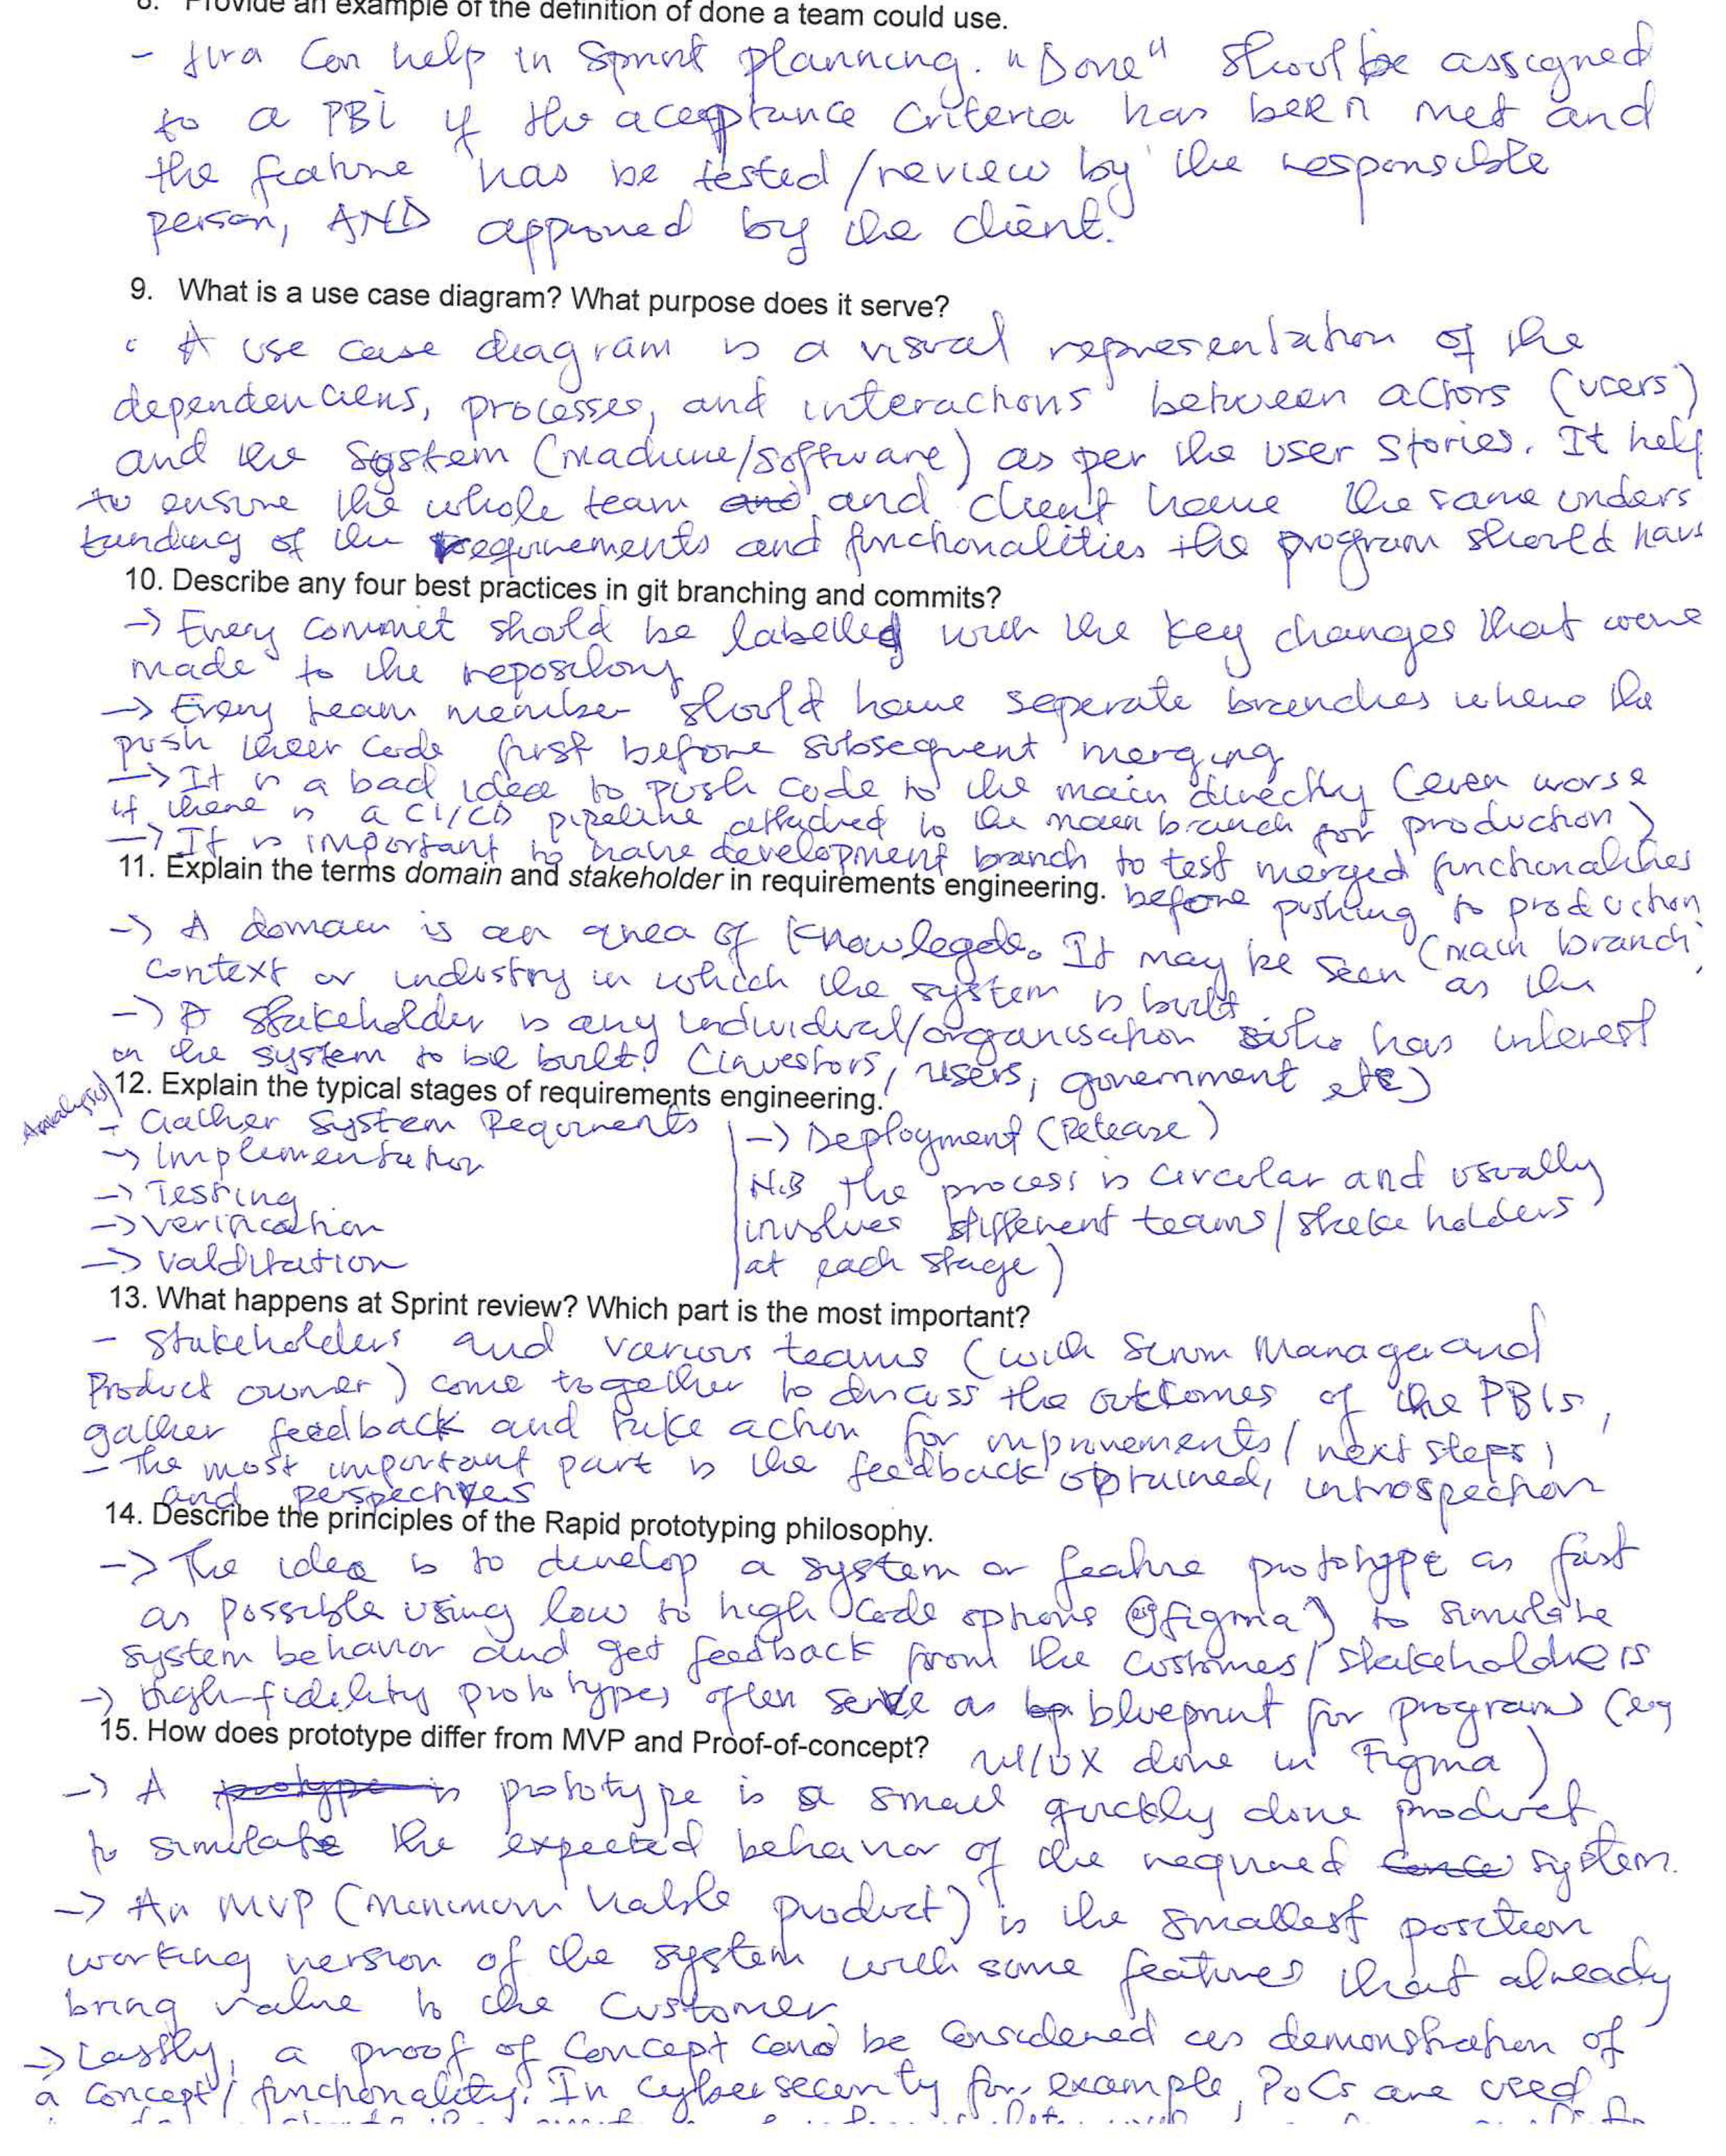 8. Provide an example of the definition of done a team could use.
- Jira can help in Sprint planning. "Done" should be assigned
to a PBI if the aceeptance criteria has been met and
the feature has be tested/review by the responsible
person, AND approved by the client.
9. What is a use case diagram? What purpose does it serve?
A use case diagram is a visual representation of the
dependenciens, processes, and interactions between actors (users)
and the system (machine/software) as per the user stories. It help
to ensure the whole team and and client have the same unders
tanding of the requirements and functionalities the program should have
10. Describe any four best practices in git branching and commits?
-> Every commit should be labelled with the key changes that were
made to the repository
-> Every team member should have seperate branches where the
push their code first before subsequent merging
-> It is a bad idea to push code to the main directly (even worse
if there is a CI/CD pipeline attached to the main branch for production)
-> It is important to have development branch to test merged functionalities
11. Explain the terms domain and stakeholder in requirements engineering.
before pushing to production
(main branch)
-> A domain is an area of knowlegde. It may be seen as the
context or industry in which the system is built
-> A stakeholder is any individual/organisation who has interest
in the system to be built. (investors, users, government etc)
12. Explain the typical stages of requirements engineering.
Analysis)
- Gather System Requirments
-> Implementation
-> Testing
-> Verification
-> Valditation
-> Deployment (Release)
N.B The process is circular and usually
involves different teams/stakeholders
at each stage)
13. What happens at Sprint review? Which part is the most important?
- Stakeholders and various teams (with Scrum Manager and
Product owner) come together to discuss the outcomes of the PBIs,
gather feedback and take action for improvements/next steps,
- The most important part is the feedback obtained, introspection
and perspectives
14. Describe the principles of the Rapid prototyping philosophy.
-> The idea is to develop a system or feature prototype as fast
as possible using low to high code options (eg figma) to simulate
system behavior and get feedback from the customes/stakeholders
-> High-fidelity prototypes often serve as blueprint for programs (eg
UI/UX done in Figma)
15. How does prototype differ from MVP and Proof-of-concept?
-> A prototype is prototype is a small quickly done product
to simulate the expected behavior of the required system.
-> An MVP (Minimum Viable Product) is the smallest
working version of the system with some features that already
bring value to the customer.
-> Lastly, a proof of concept can be considered as demonstration of
a concept/functionality. In cybersecurity for example, PoCs are used